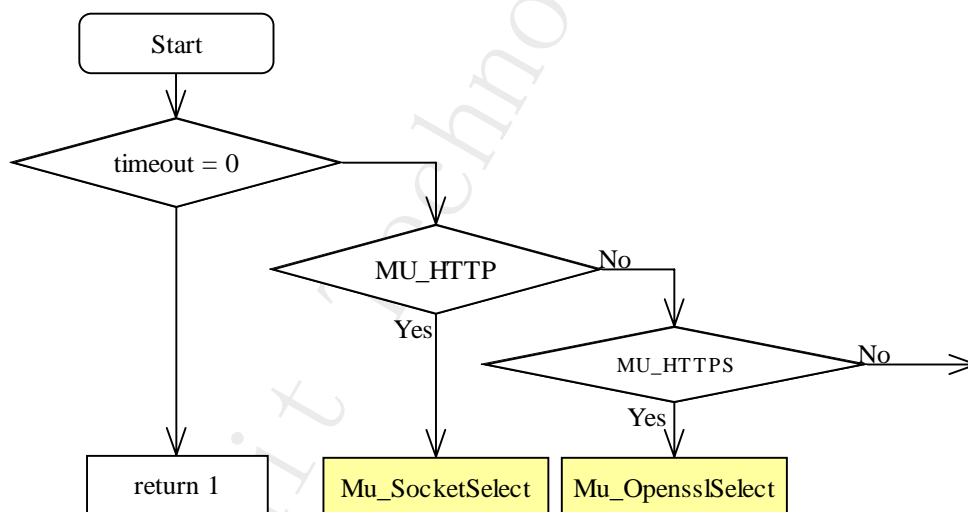 Start
timeout = 0
MU_HTTP
No
Yes
MU_HTTPS
No
Yes
return 1
Mu_SocketSelect
Mu_OpensslSelect